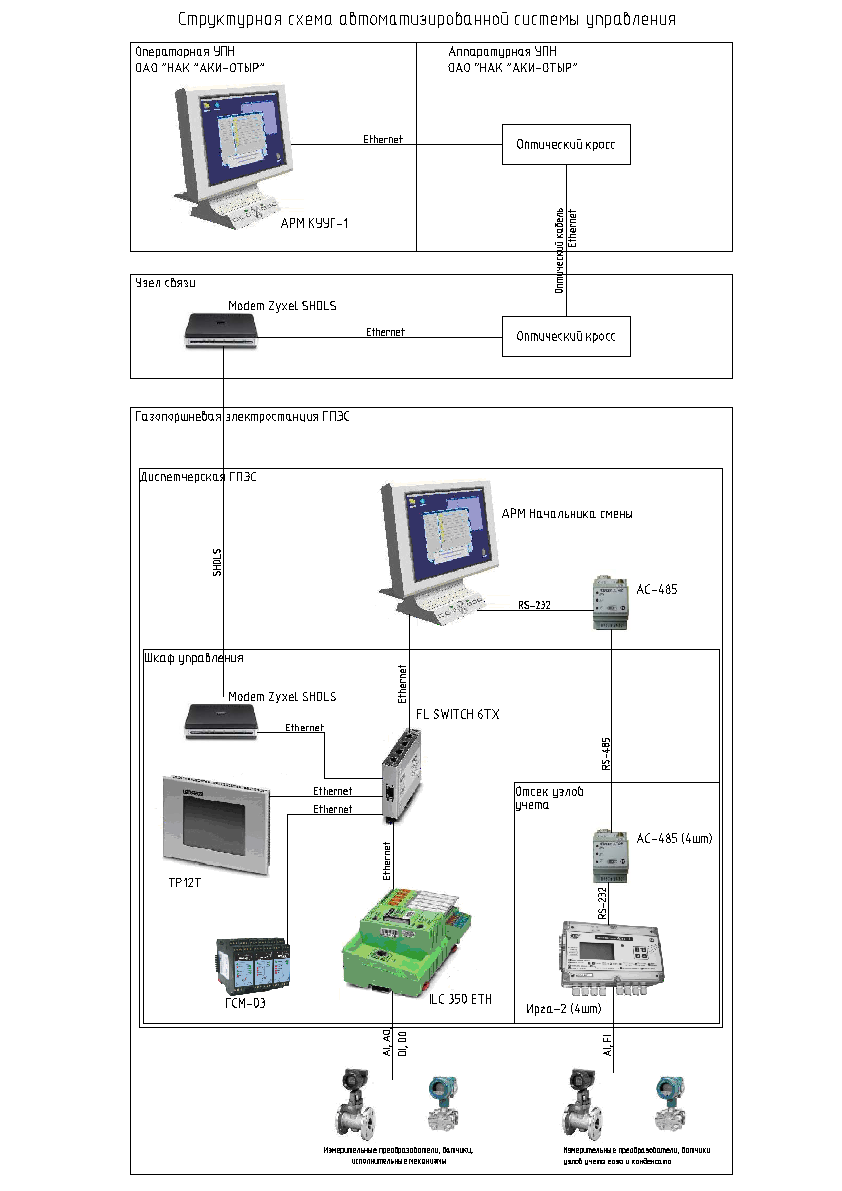 Структурная схема автоматизированной системы управления
Операторная УПН
ОАО "НАК "АКИ-ОТЫР"
Аппаратурная УПН
ОАО "НАК "АКИ-ОТЫР"
Ethernet
Оптический кросс
АРМ КУУГ-1
Оптический кабель
Ethernet
Узел связи
Modem Zyxel SHDLS
Ethernet
Оптический кросс
Газопоршневая электростанция ГПЭС
Диспетчерская ГПЭС
АРМ Начальника смены
SHDLS
RS-232
АС-485
Шкаф управления
Ethernet
Modem Zyxel SHDLS
FL SWITCH 6TX
Ethernet
RS-485
Ethernet
Ethernet
Отсек узлов
учета
АС-485 (4шт)
Ethernet
TP12T
RS-232
ГСМ-03
ILC 350 ETH
Ирга-2 (4шт)
AI, AO,
DI, DO
AI, FI
Измерительные преобразователи, датчики,
исполнительные механизмы
Измерительные преобразователи, датчики
узлов учета газа и конденсата